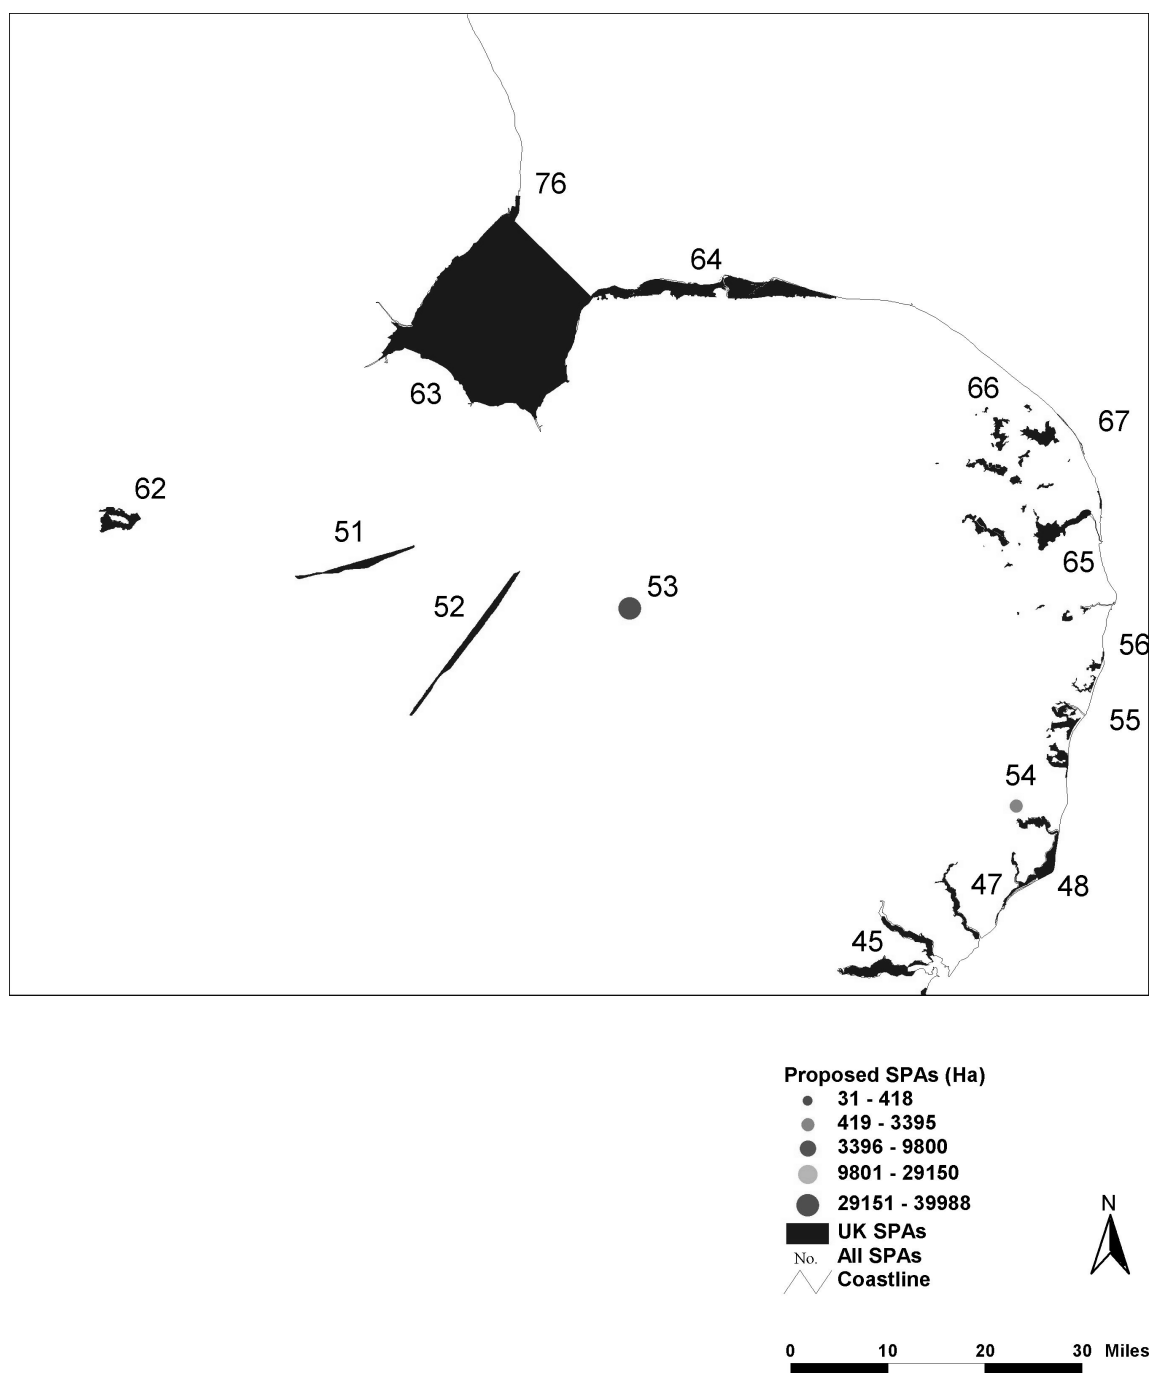 76
64
66
67
63
62
51
65
53
52
56
55
54
47
48
45
Proposed SPAs (Ha)
31 - 418
419 - 3395
3396 - 9800
9801 - 29150
29151 - 39988
UK SPAs
No. All SPAs
Coastline
N
0 10 20 30 Miles